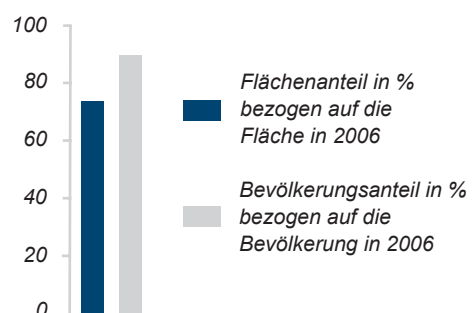 100
80
60
40
20
0
Flächenanteil in %
bezogen auf die
Fläche in 2006
Bevölkerungsanteil in %
bezogen auf die
Bevölkerung in 2006